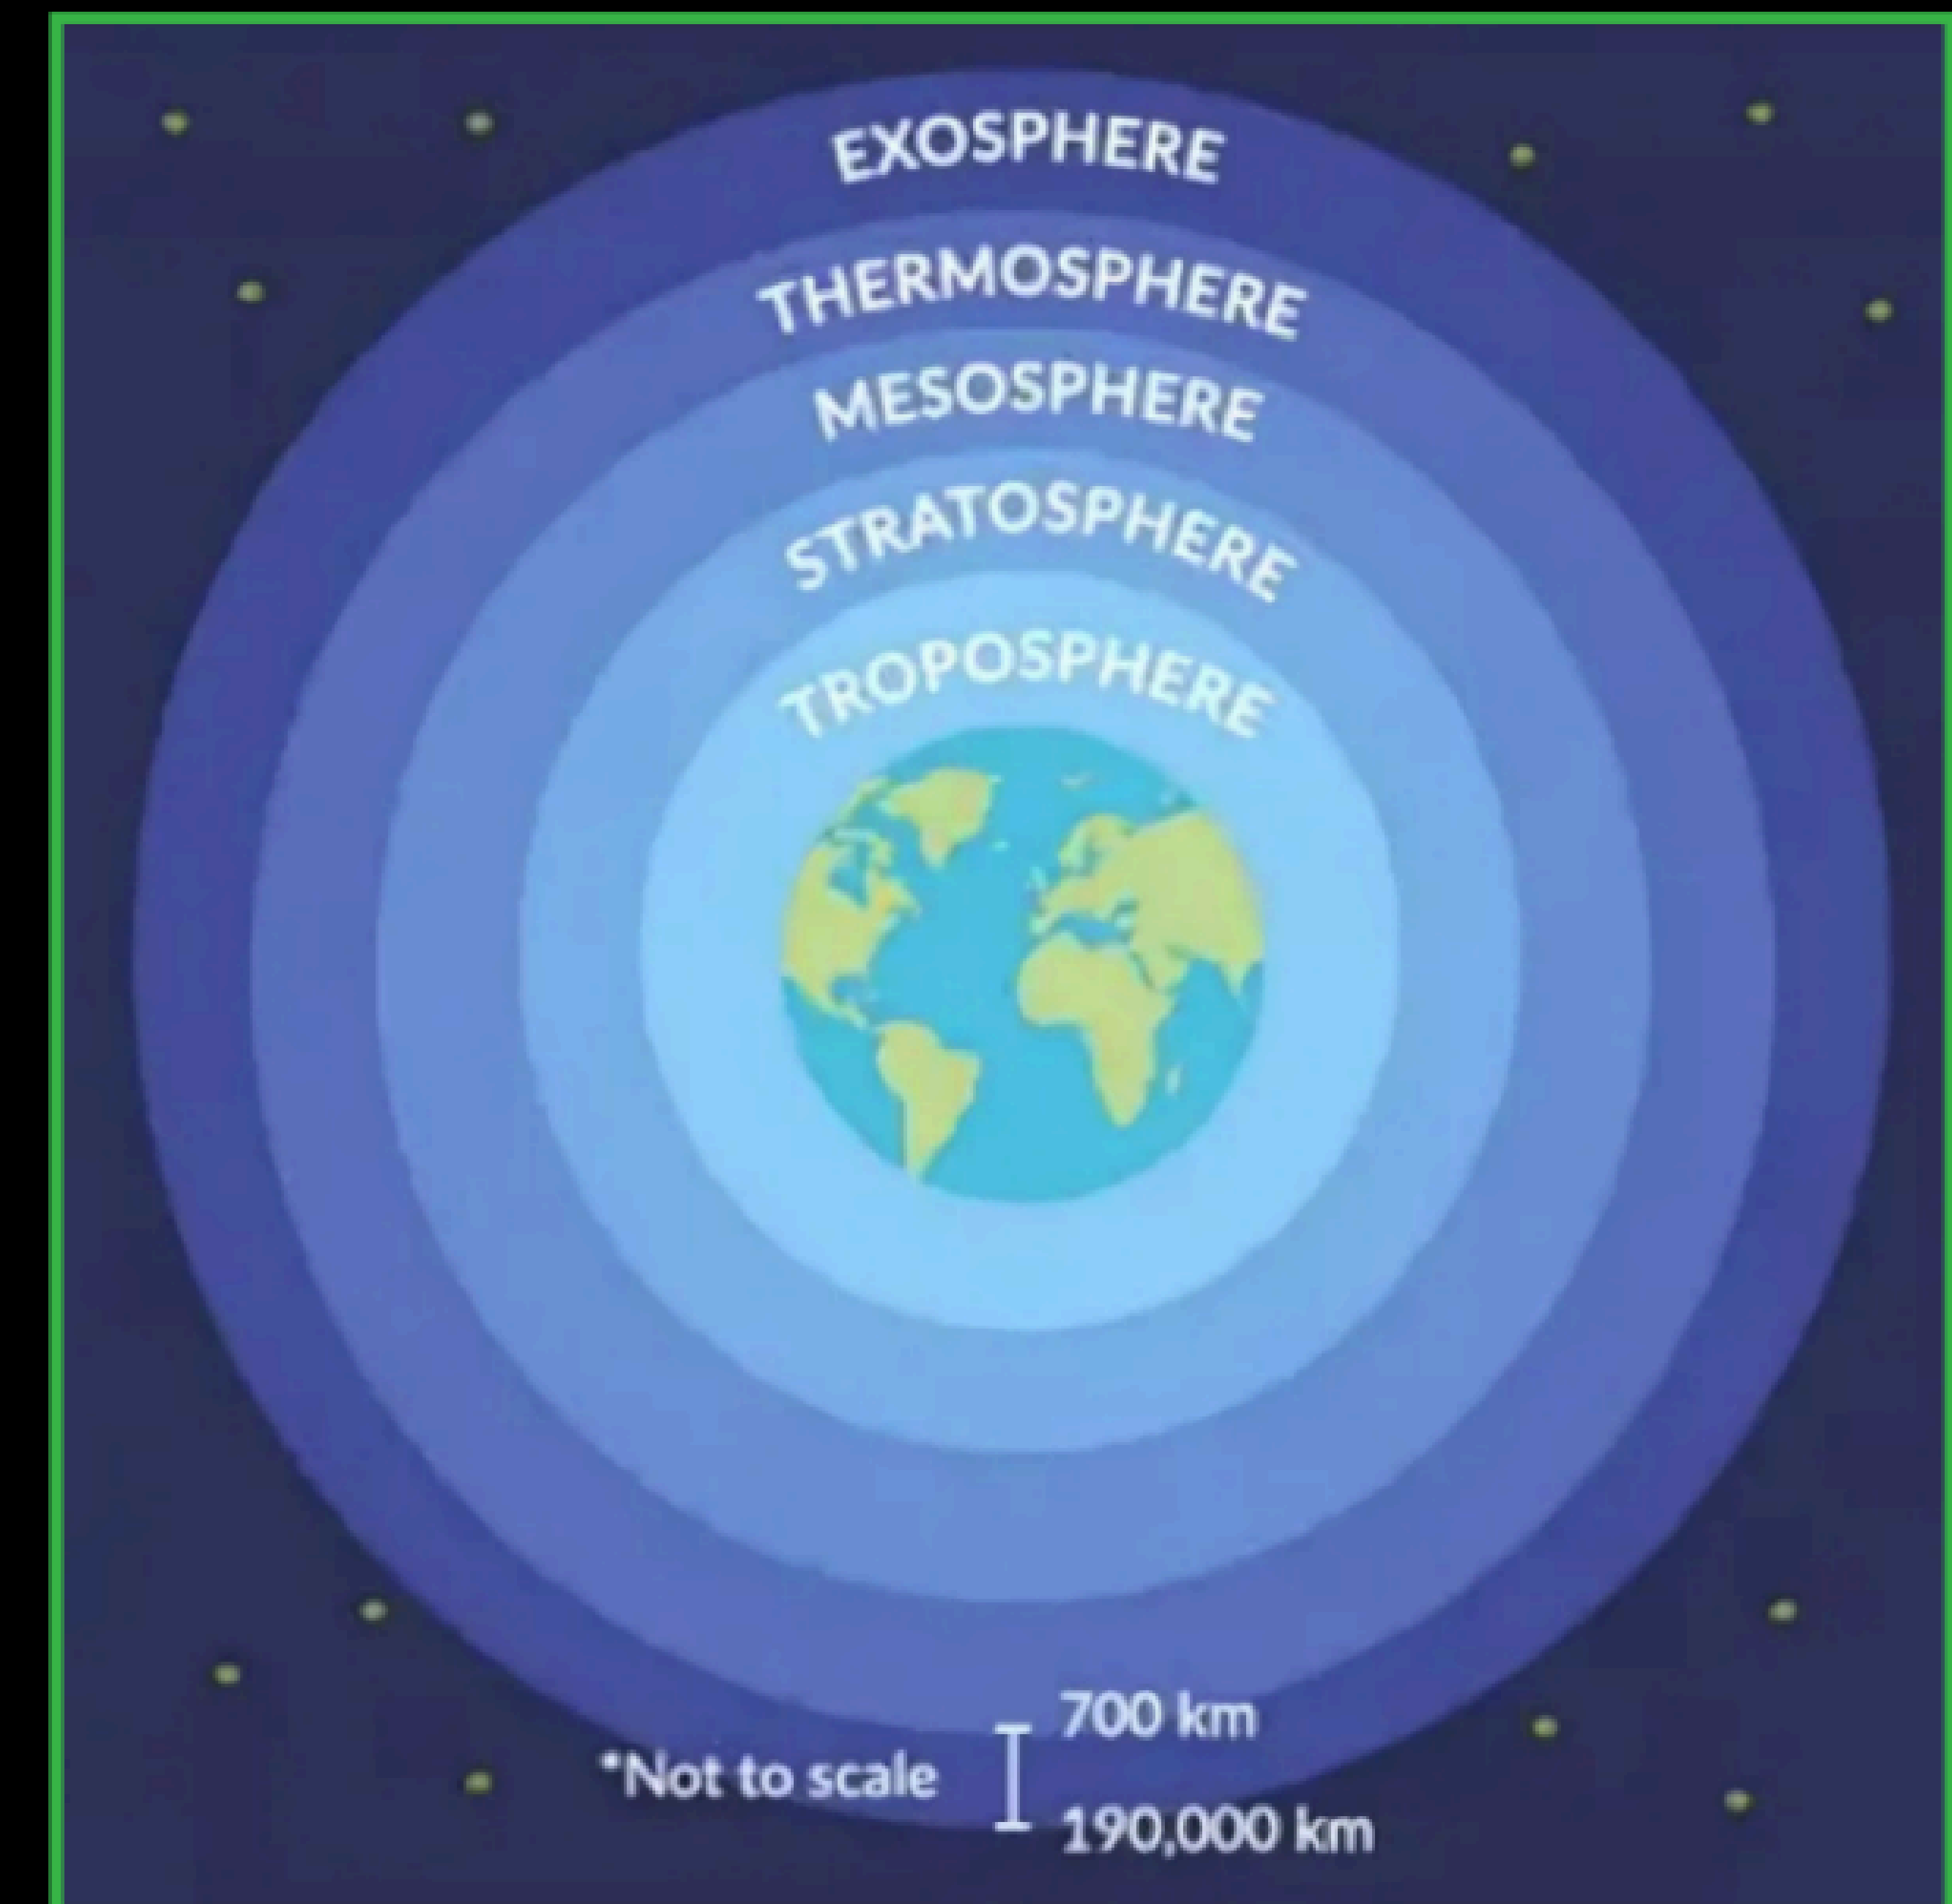 EXOSPHERE
THERMOSPHERE
MESOSPHERE
STRATOSPHERE
TROPOSPHERE
700 km
*Not to scale
190,000 km